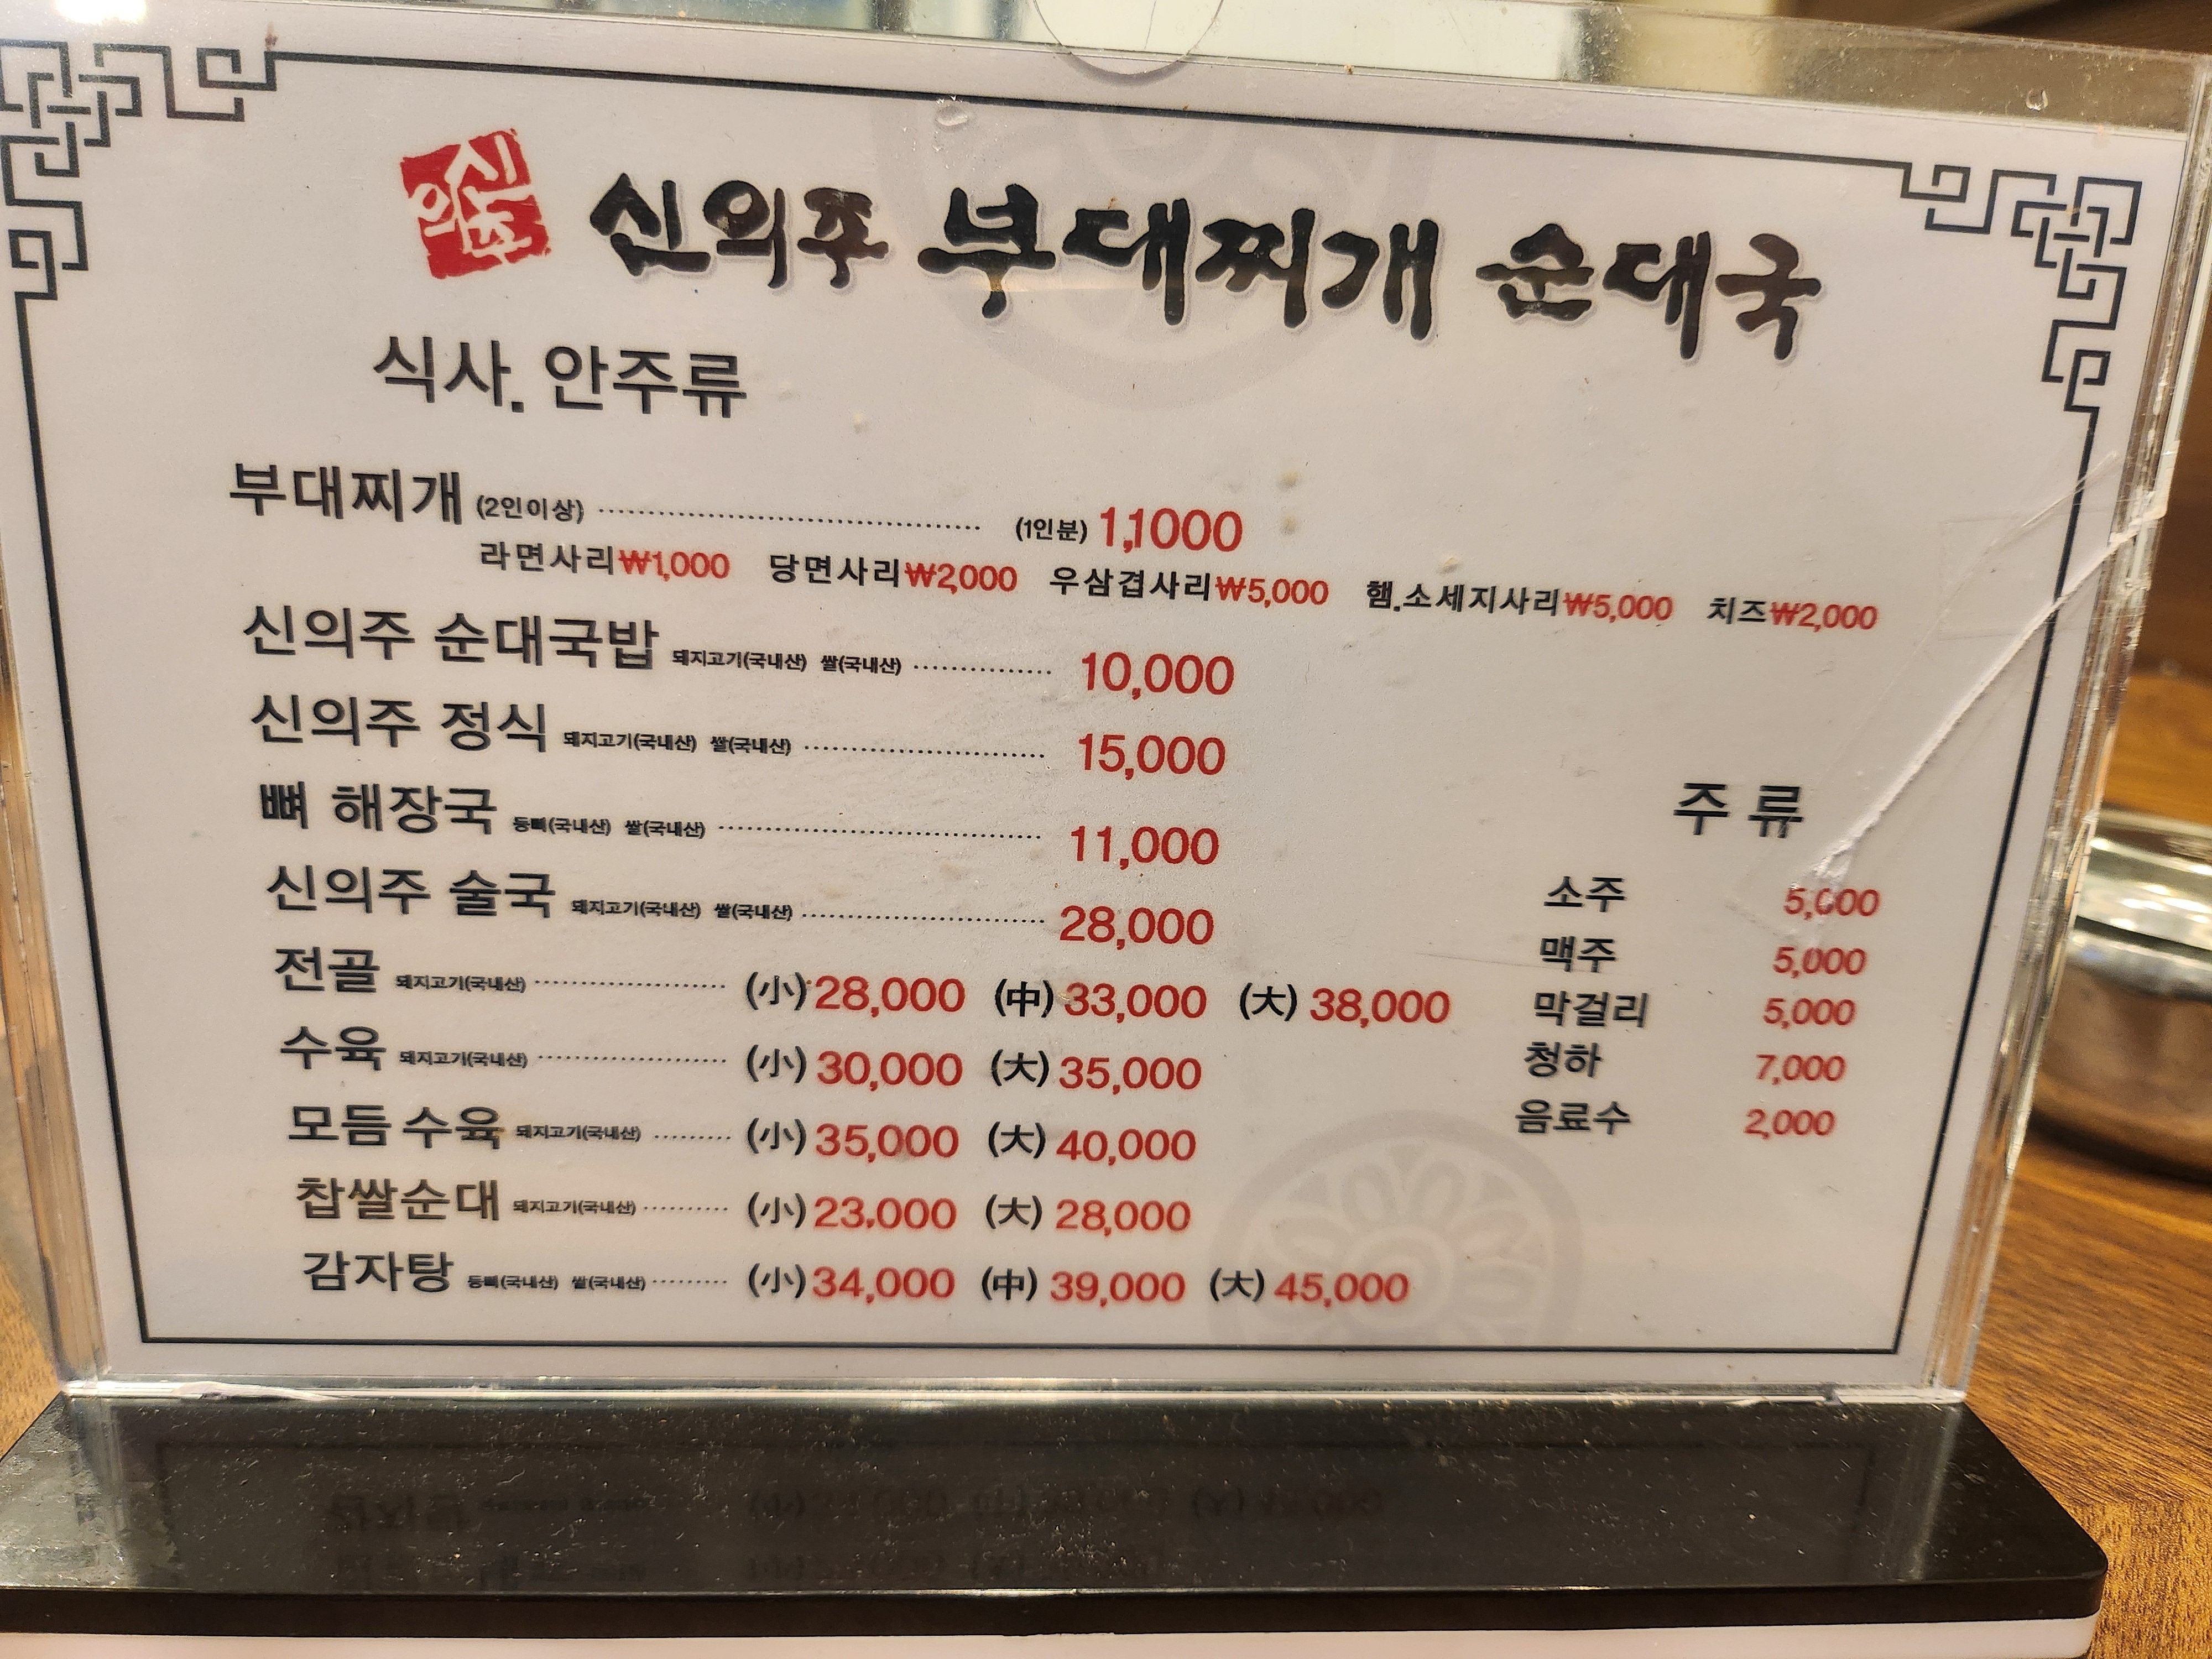 신의주
신의주 부대찌개 순대국
식사. 안주류
부대찌개 (2인이상) (1인분) 1,1000
라면사리₩1,000 당면사리₩2,000 우삼겹사리₩5,000 햄.소세지사리₩5,000 치즈₩2,000
신의주 순대국밥 돼지고기(국내산) 쌀(국내산) 10,000
신의주 정식 돼지고기(국내산) 쌀(국내산) 15,000
뼈 해장국 등뼈(국내산) 쌀(국내산) 11,000
신의주 술국 돼지고기(국내산) 쌀(국내산) 28,000
전골 돼지고기(국내산) (小) 28,000 (中) 33,000 (大) 38,000
수육 돼지고기(국내산) (小) 30,000 (大) 35,000
모듬 수육 돼지고기(국내산) (小) 35,000 (大) 40,000
찹쌀순대 돼지고기(국내산) (小) 23,000 (大) 28,000
감자탕 등뼈(국내산) 쌀(국내산) (小) 34,000 (中) 39,000 (大) 45,000
주류
소주 5,000
맥주 5,000
막걸리 5,000
청하 7,000
음료수 2,000